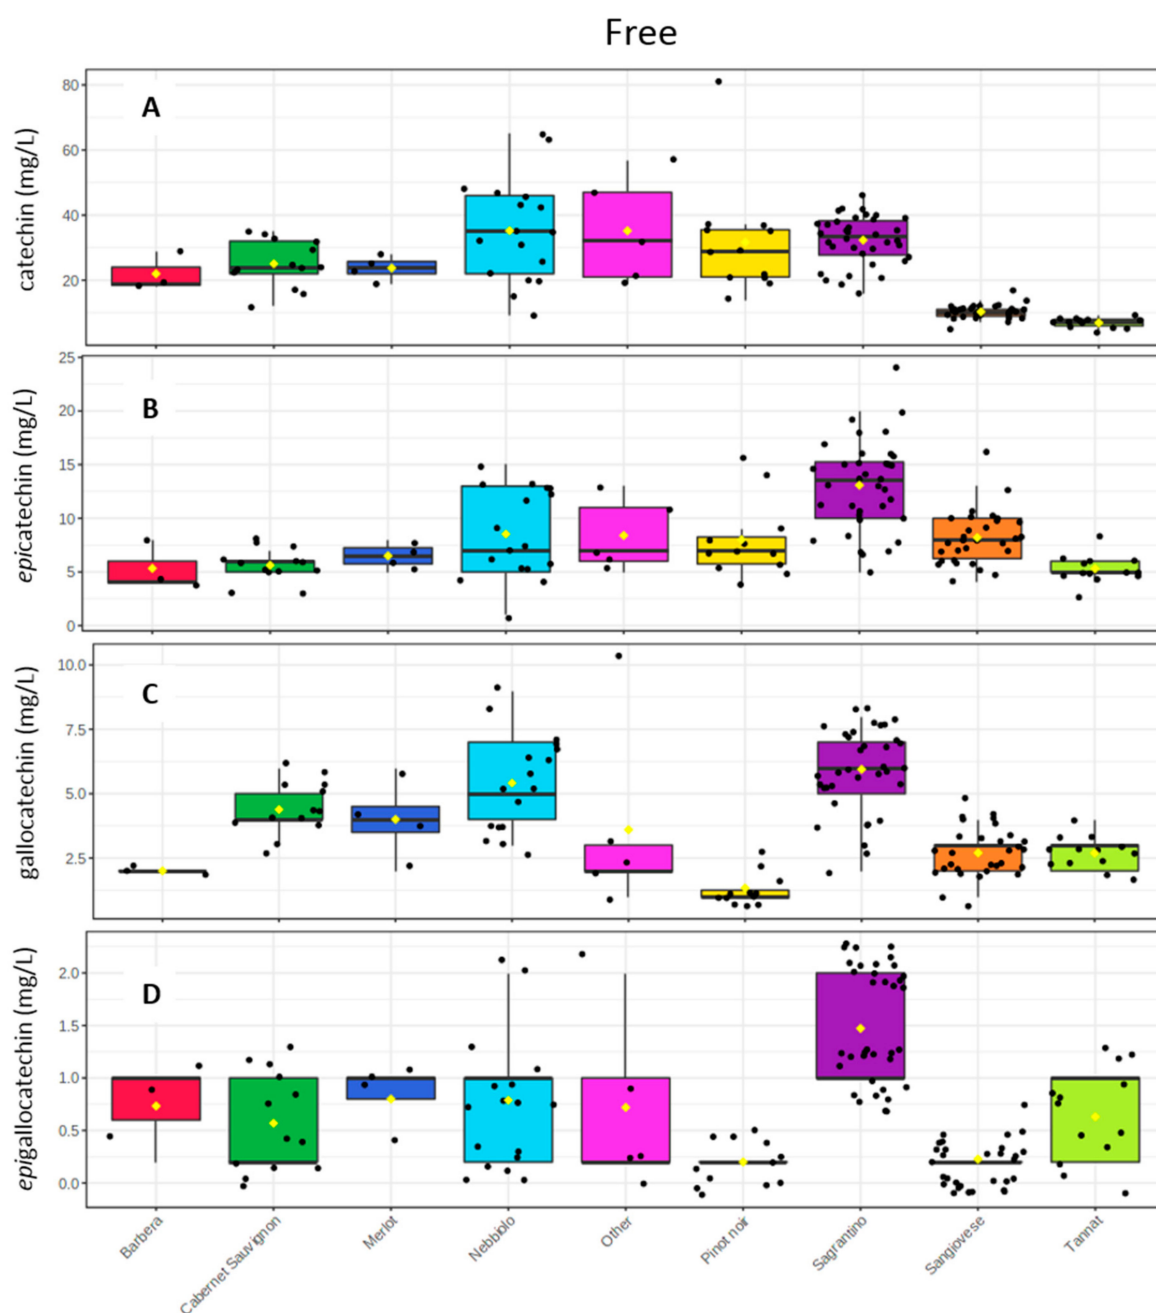 Free
A
catechin (mg/L)
80
60
40
20
B
epicatechin (mg/L)
25
20
15
10
5
0
C
gallocatechin (mg/L)
10.0
7.5
5.0
2.5
D
epigallocatechin (mg/L)
2.0
1.5
1.0
0.5
0.0
Barbera
Cabernet Sauvignon
Merlot
Nebbiolo
Other
Pinot noir
Sagrantino
Sangiovese
Tannat